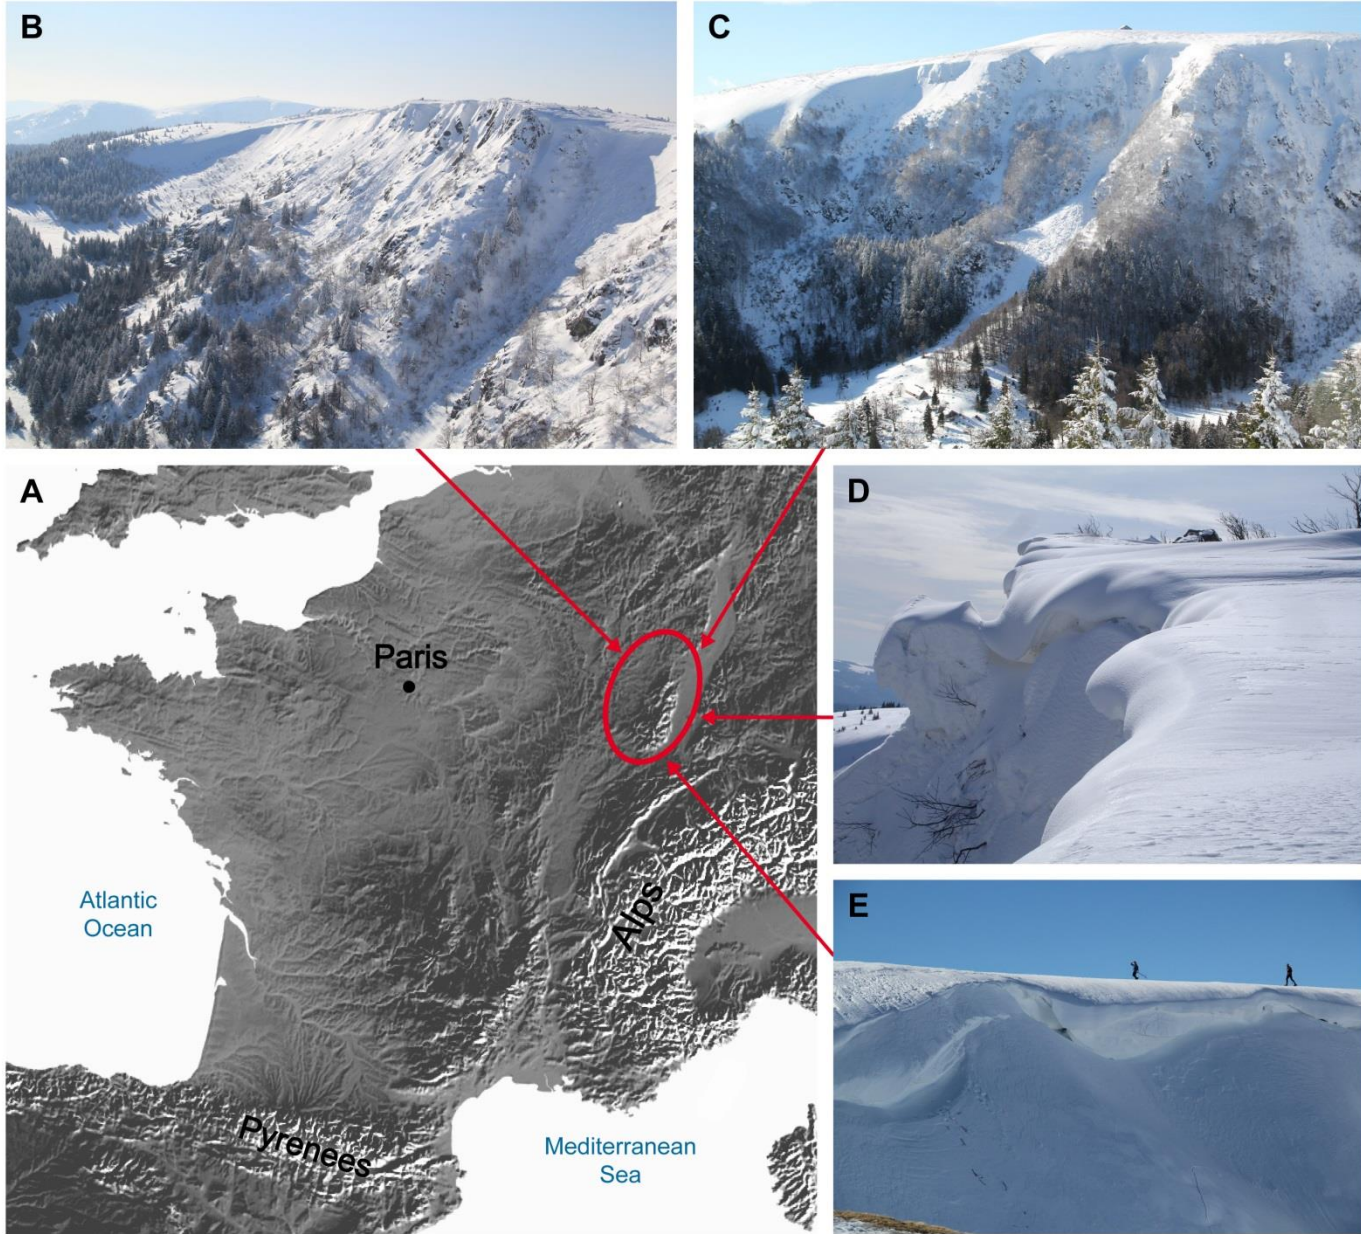 B
C
A
D
Paris
Atlantic
Ocean
Alps
E
Pyrenees
Mediterranean
Sea